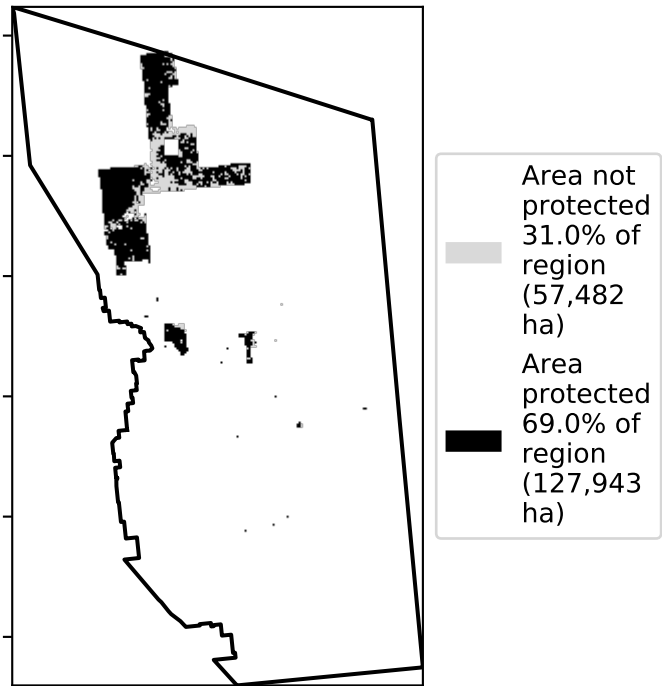 Area not
protected
31.0% of
region
(57,482
ha)
Area
protected
69.0% of
region
(127,943
ha)